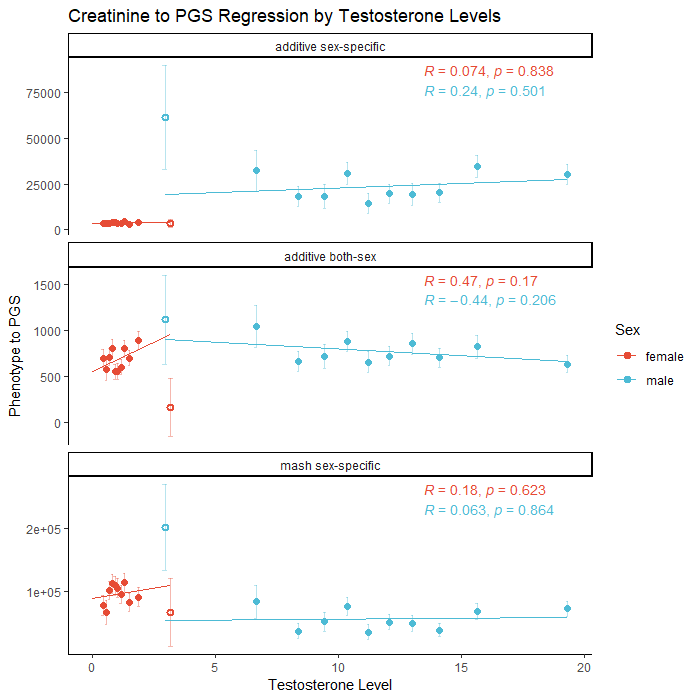 Creatinine to PGS Regression by Testosterone Levels
additive sex-specific
R = 0.074, p = 0.838
R = 0.24, p = 0.501
75000
50000
25000
0
additive both-sex
R = 0.47, p = 0.17
R = −0.44, p = 0.206
1500
1000
500
0
Phenotype to PGS
mash sex-specific
R = 0.18, p = 0.623
R = 0.063, p = 0.864
2e+05
1e+05
0 5 10 15 20
Testosterone Level
Sex
female
male